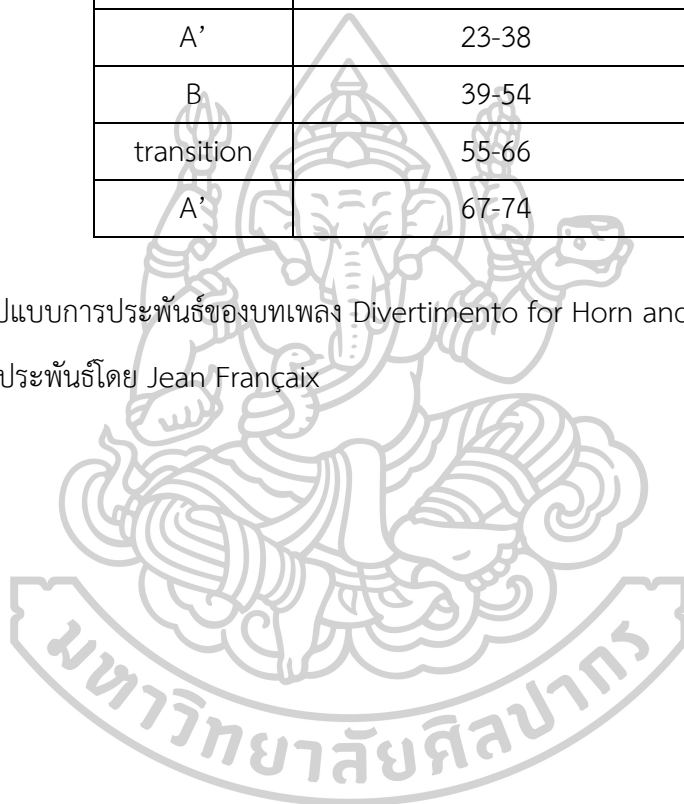 A’ 23-38
B 39-54
transition 55-66
A’ 67-74
ปแบบการประพันธ์ของบทเพลง Divertimento for Horn and
ประพันธ์โดย Jean Françaix
มหาวิทยาลัยศิลปากร